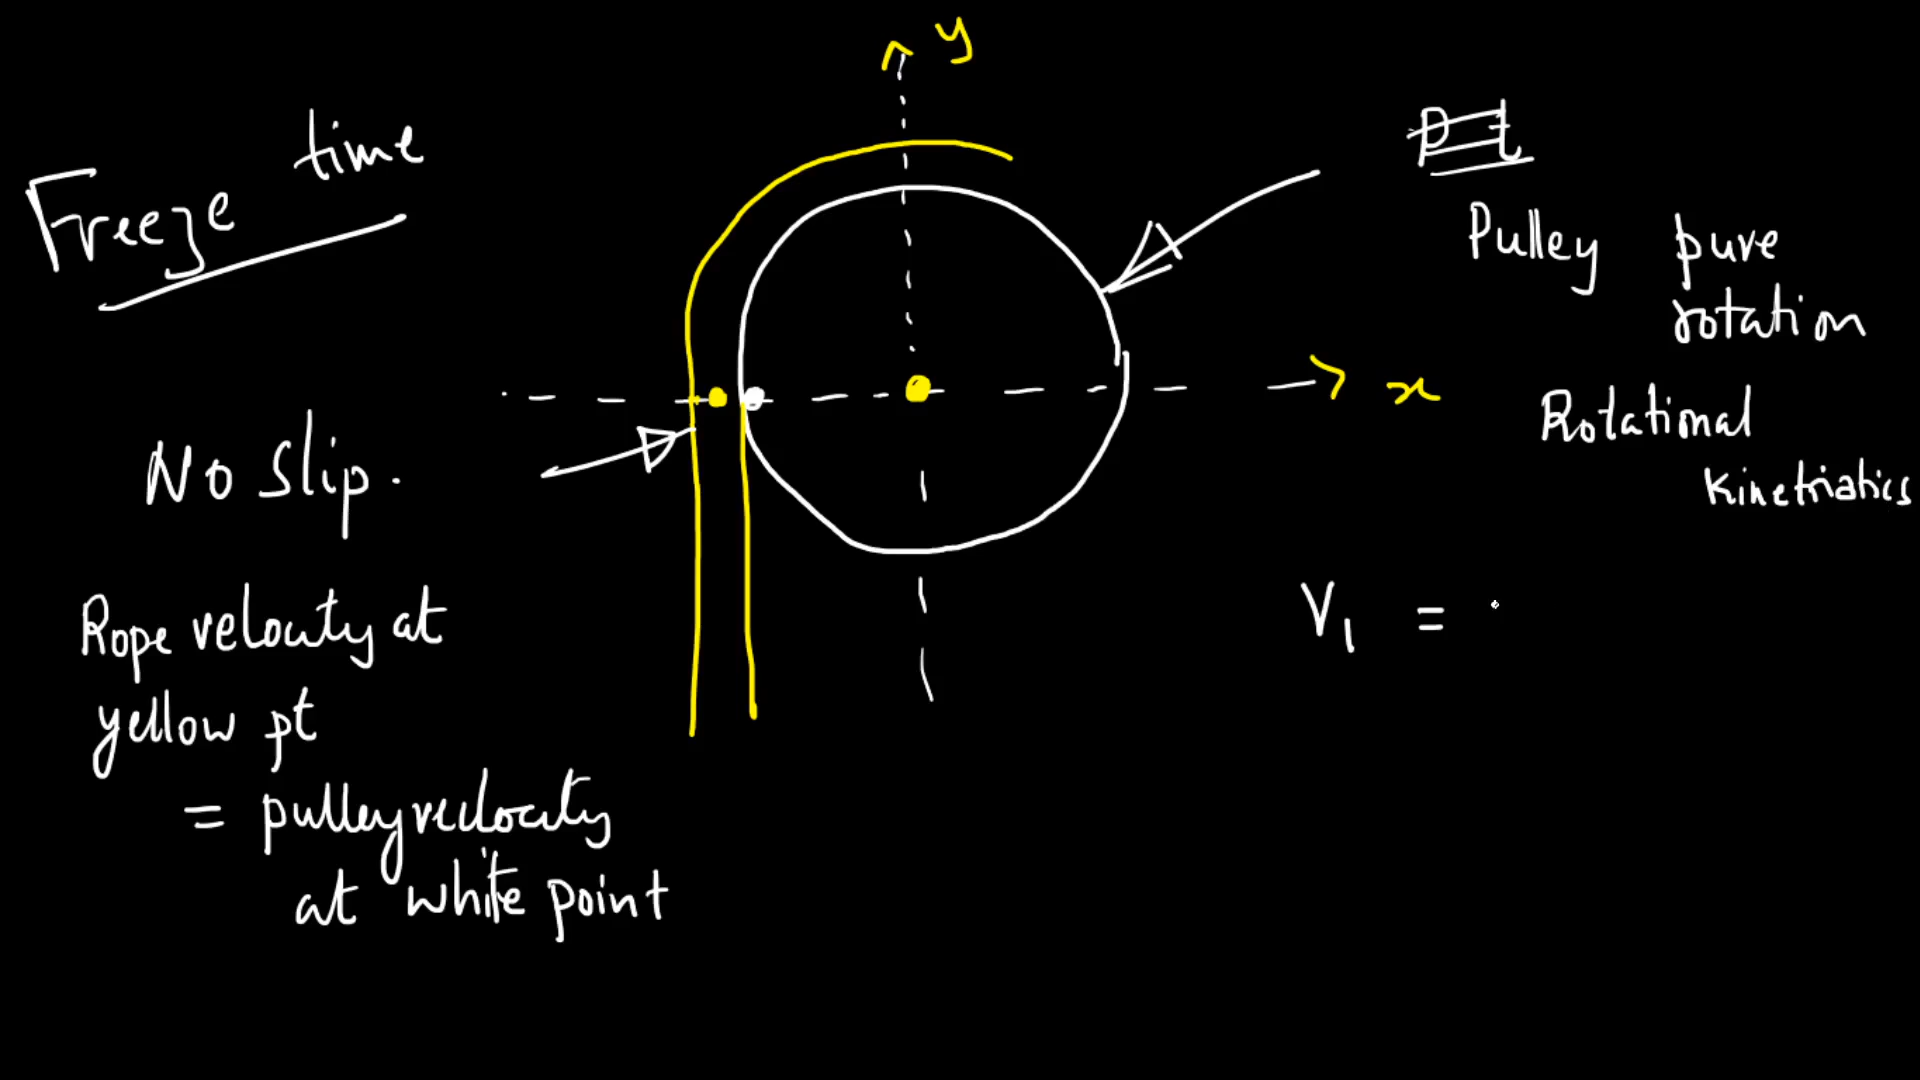 Freeze time
y
Pulley pure
rotation
x
Rotational
Kinematics
No slip.
Rope velocity at
yellow pt
= pulley velocity
at white point
V1 =